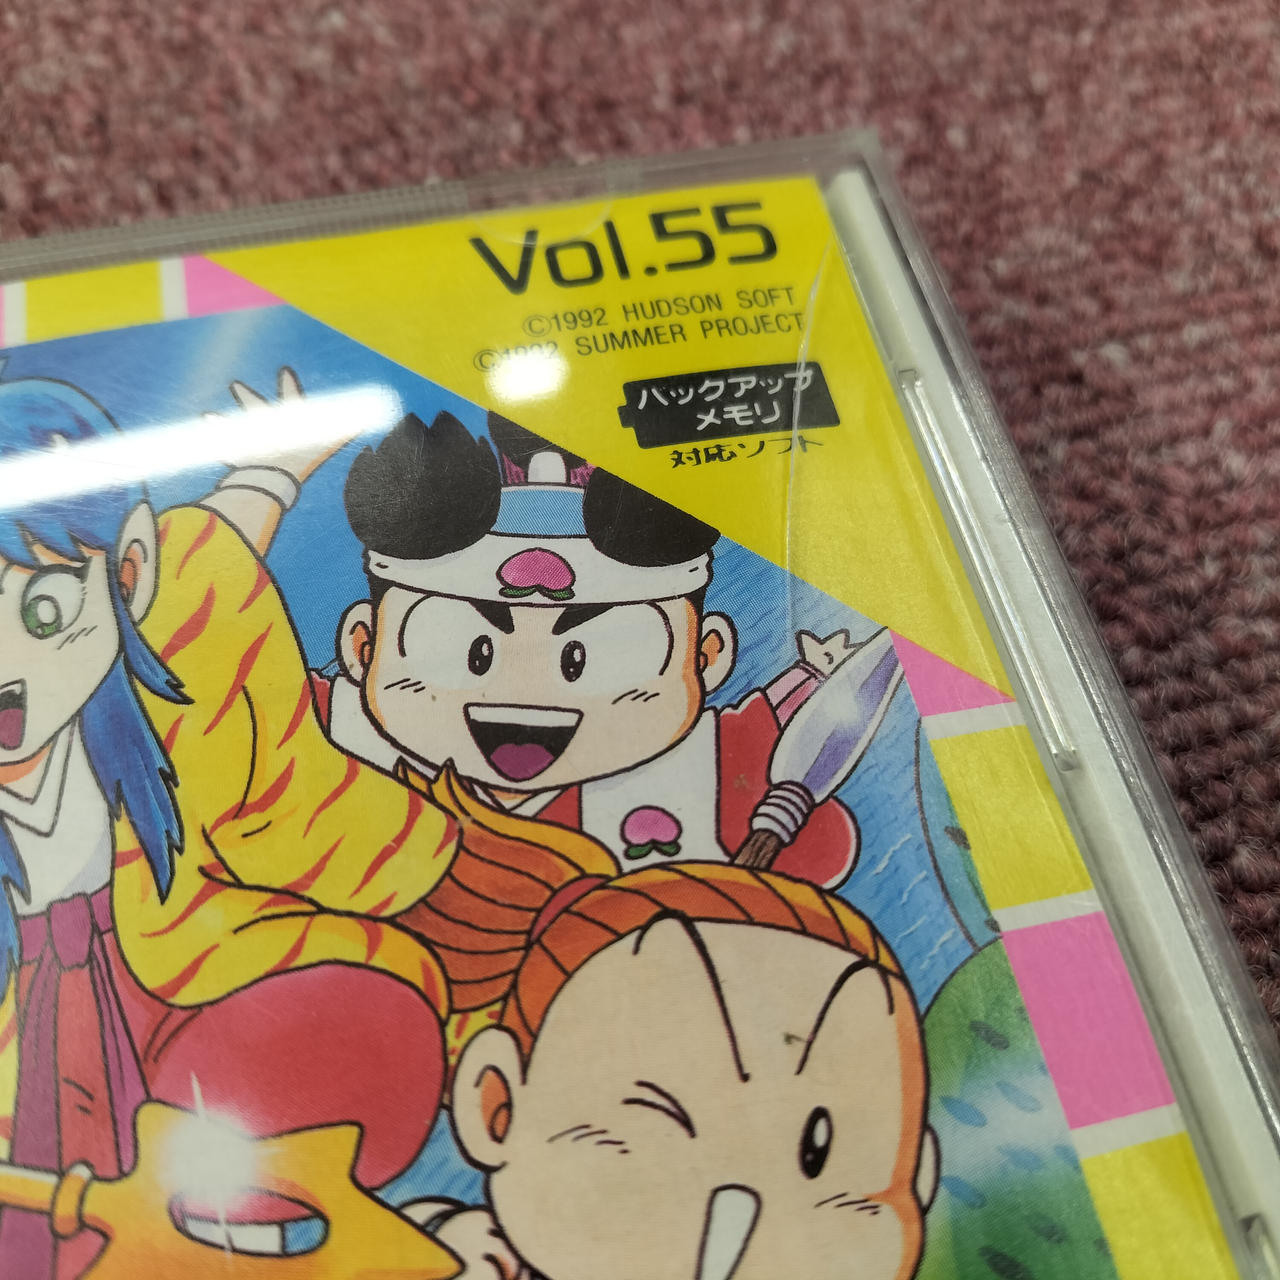 Vol.55
©1992 HUDSON SOFT
©1992 SUMMER PROJECT
バックアップ
メモリ
対応ソフト